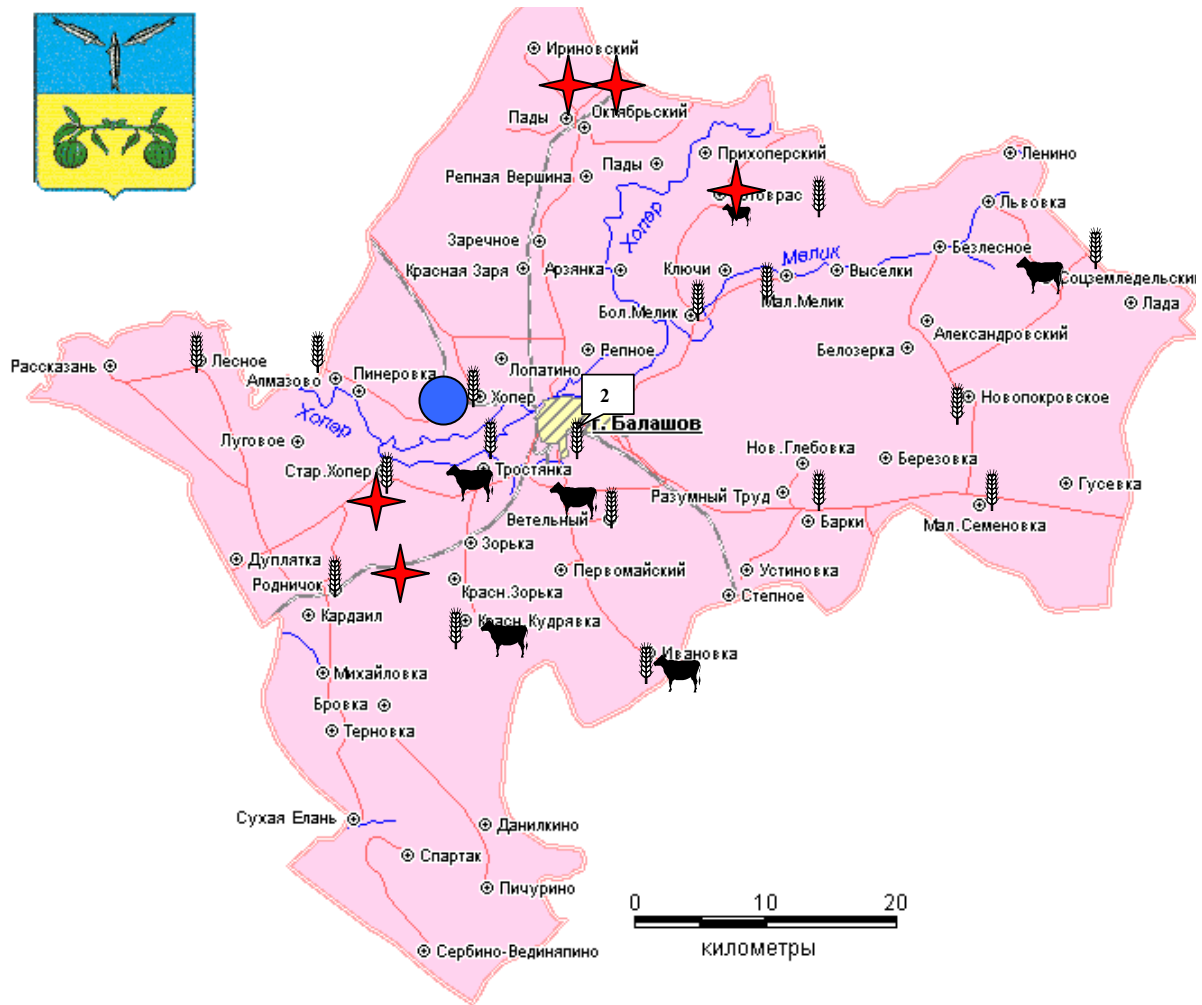 Ириновский
Пады
Октябрьский
Пады
Прихоперский
Ленино
Репная Вершина
Львовка
Хопёр
Заречное
Безлесное
Красная Заря
Арзянка
Ключи
Мелик
Выселки
Соцземледельский
Мал.Мелик
Лада
Бол.Мелик
Александровский
Белозерка
Репное
Рассказань
Лесное
Лопатино
Алмазово
Пинеровка
Хопер
2
Новопокровское
Хопёр
г. Балашов
Луговое
Нов.Глебовка
Березовка
Стар.Хопер
Тростянка
Гусевка
Разумный Труд
Ветельный
Барки
Мал.Семеновка
Зорька
Дуплятка
Первомайский
Устиновка
Родничок
Красн.Зорька
Степное
Кардаил
Красн.Кудрявка
Ивановка
Михайловка
Бровка
Терновка
Сухая Елань
Данилкино
Спартак
Пичурино
0 10 20
километры
Сербино-Вединяпино